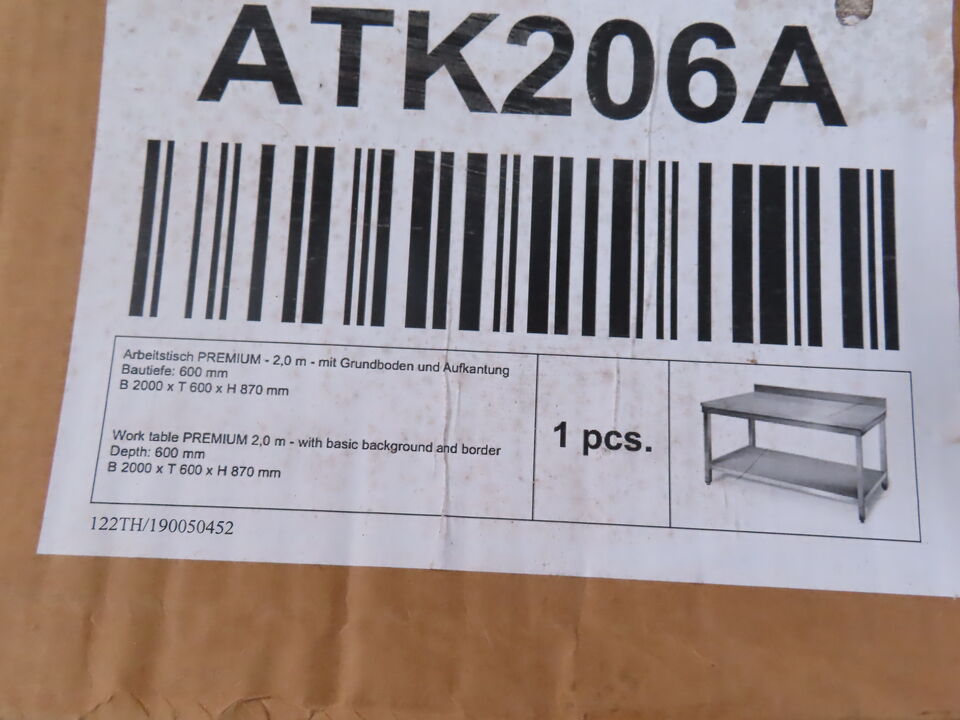 ATK206A
Arbeitstisch PREMIUM - 2,0 m - mit Grundboden und Aufkantung
Bautiefe: 600 mm
B 2000 x T 600 x H 870 mm
Work table PREMIUM 2,0 m - with basic background and border
Depth: 600 mm
B 2000 x T 600 x H 870 mm
1 pcs.
122TH/190050452